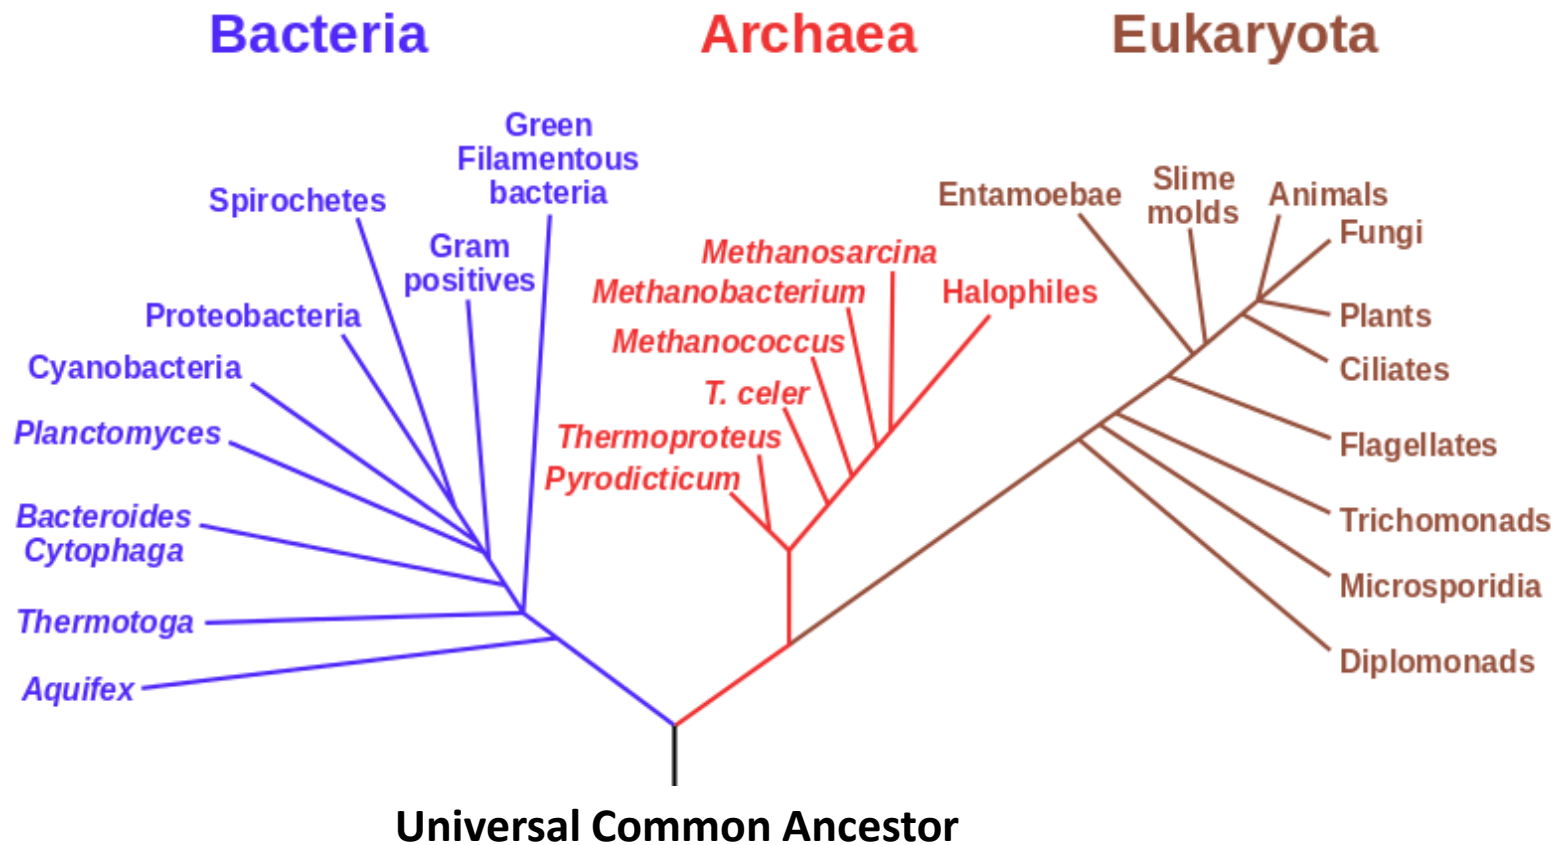 Bacteria
Archaea
Eukaryota
Green
Filamentous
bacteria
Spirochetes
Gram
positives
Proteobacteria
Cyanobacteria
Planctomyces
Bacteroides
Cytophaga
Thermotoga
Aquifex
Methanosarcina
Methanobacterium
Halophiles
Methanococcus
T. celer
Thermoproteus
Pyrodicticum
Entamoebae
Slime
molds
Animals
Fungi
Plants
Ciliates
Flagellates
Trichomonads
Microsporidia
Diplomonads
Universal Common Ancestor